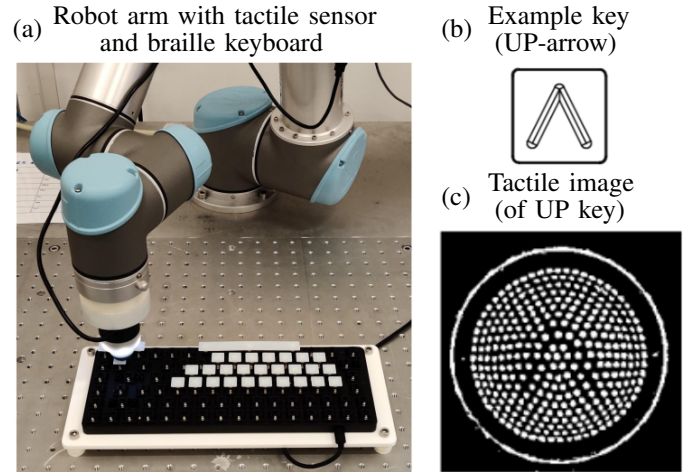 (a) Robot arm with tactile sensor
and braille keyboard
(b) Example key
(UP-arrow)
(c) Tactile image
(of UP key)